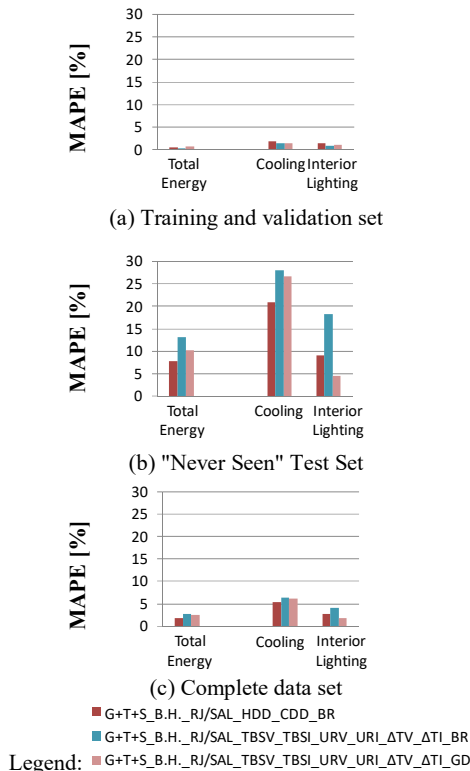 30
25
20
15
10
5
0
MAPE [%]
Total Energy
Cooling
Interior Lighting
(a) Training and validation set
30
25
20
15
10
5
0
MAPE [%]
Total Energy
Cooling
Interior Lighting
(b) "Never Seen" Test Set
30
25
20
15
10
5
0
MAPE [%]
Total Energy
Cooling
Interior Lighting
(c) Complete data set
G+T+S_B.H._RJ/SAL_HDD_CDD_BR
G+T+S_B.H._RJ/SAL_TBSV_TBSI_URV_URI_ΔTV_ΔTI_BR
Legend: G+T+S_B.H._RJ/SAL_TBSV_TBSI_URV_URI_ΔTV_ΔTI_GD